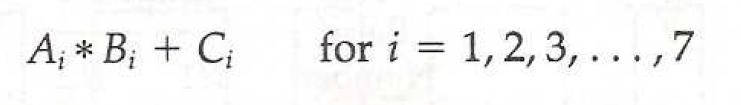 Aᵢ * Bᵢ + Cᵢ for i = 1, 2, 3, . . . , 7